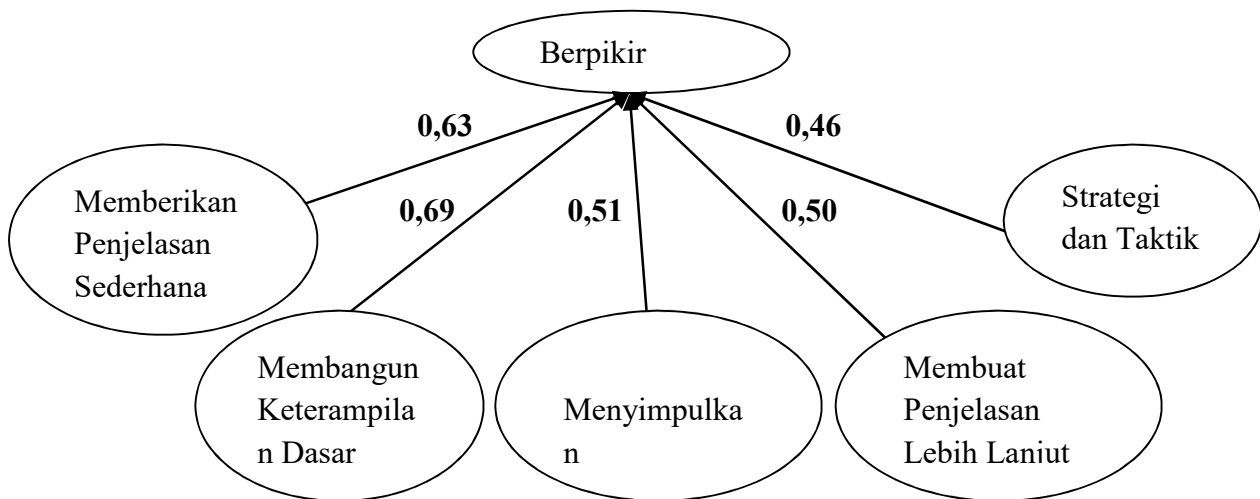 Berpikir
0,63
0,46
Memberikan
Penjelasan
Sederhana
0,69
0,51
0,50
Strategi
dan Taktik
Membangun
Keterampila
n Dasar
Menyimpulka
n
Membuat
Penjelasan
Lebih Laniut